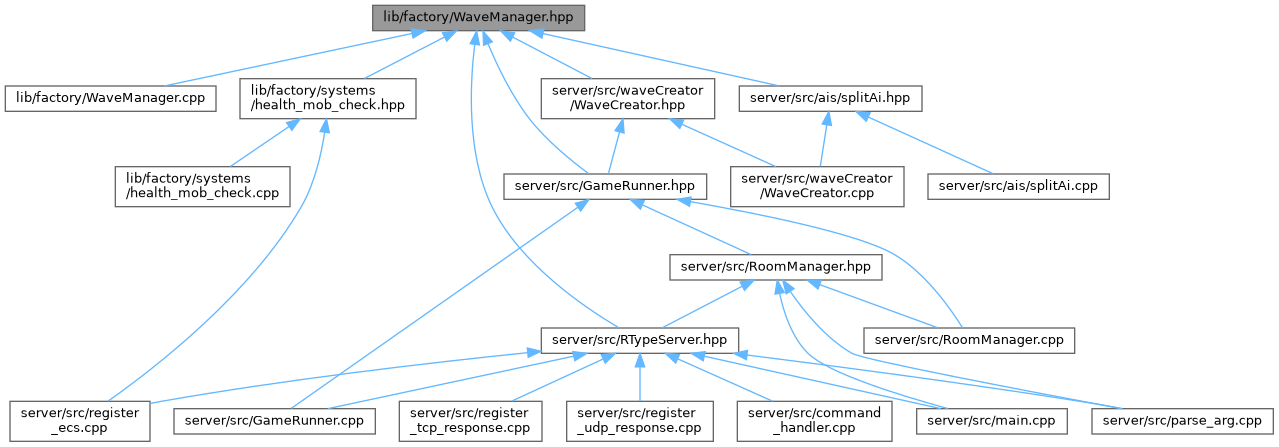 lib/factory/WaveManager.hpp
lib/factory/WaveManager.cpp
lib/factory/systems
/health_mob_check.hpp
server/src/waveCreator
/WaveCreator.hpp
server/src/ais/splitAi.hpp
lib/factory/systems
/health_mob_check.cpp
server/src/GameRunner.hpp
server/src/waveCreator
/WaveCreator.cpp
server/src/ais/splitAi.cpp
server/src/RoomManager.hpp
server/src/RTypeServer.hpp
server/src/RoomManager.cpp
server/src/register
_ecs.cpp
server/src/GameRunner.cpp
server/src/register
_tcp_response.cpp
server/src/register
_udp_response.cpp
server/src/command
_handler.cpp
server/src/main.cpp
server/src/parse_arg.cpp